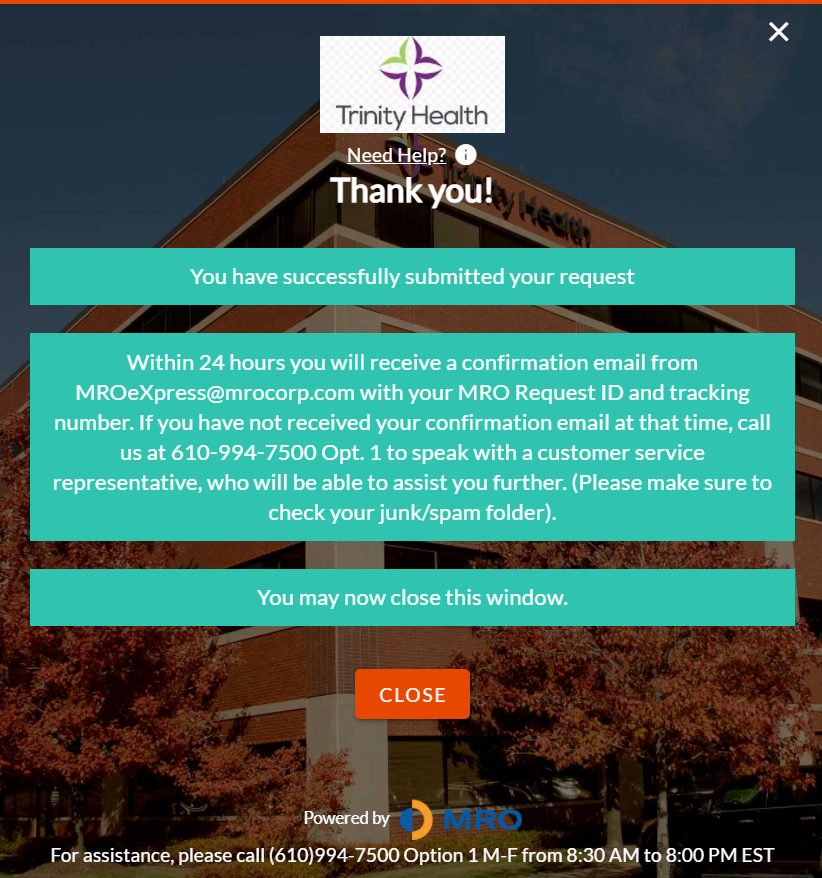 Trinity Health
Need Help?
Trinity Health
Thank you!
You have successfully submitted your request
Within 24 hours you will receive a confirmation email from
MROeXpress@mrocorp.com with your MRO Request ID and tracking
number. If you have not received your confirmation email at that time, call
us at 610-994-7500 Opt. 1 to speak with a customer service
representative, who will be able to assist you further. (Please make sure to
check your junk/spam folder).
You may now close this window.
CLOSE
Powered by MRO
For assistance, please call (610)994-7500 Option 1 M-F from 8:30 AM to 8:00 PM EST